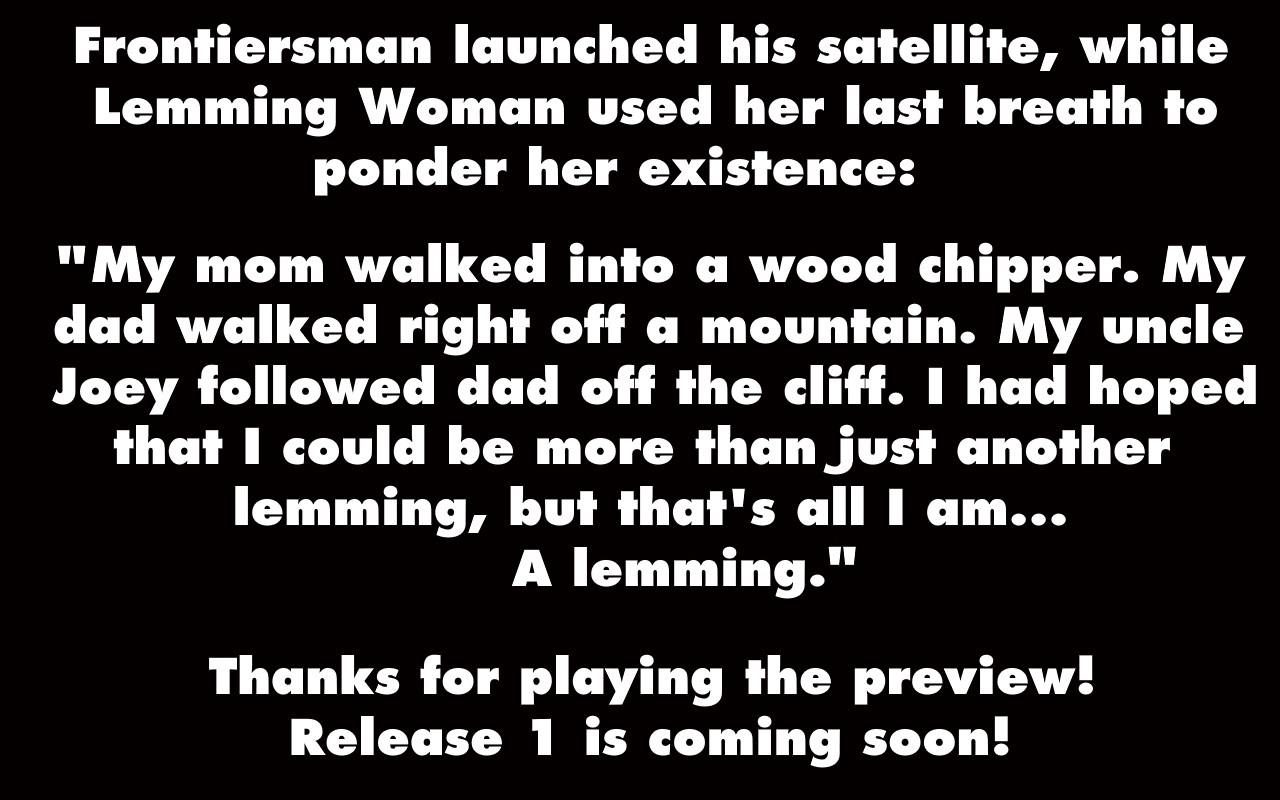 Frontiersman launched his satellite, while
Lemming Woman used her last breath to
ponder her existence:
"My mom walked into a wood chipper. My
dad walked right off a mountain. My uncle
Joey followed dad off the cliff. I had hoped
that I could be more than just another
lemming, but that's all I am...
A lemming."
Thanks for playing the preview!
Release 1 is coming soon!